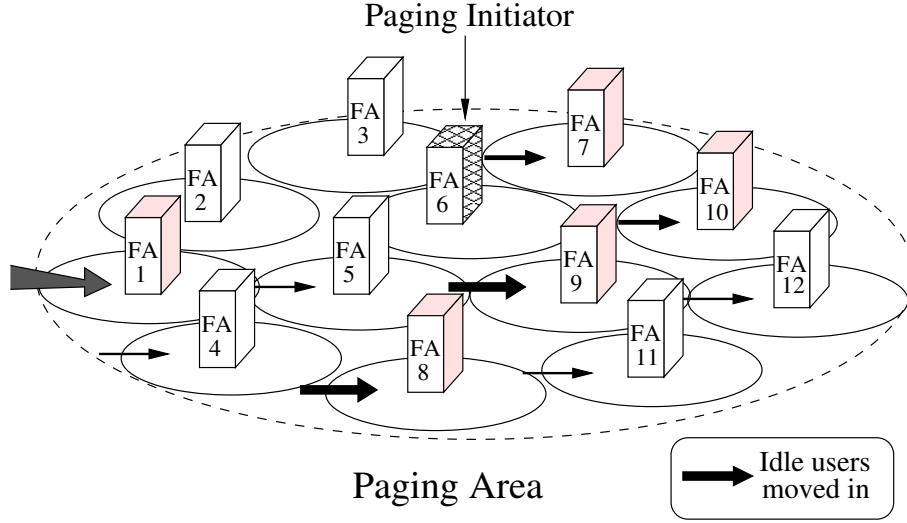 Paging Initiator
FA
3
FA
7
FA
2
FA
6
FA
10
FA
1
FA
5
FA
9
FA
12
FA
4
FA
8
FA
11
Paging Area
Idle users
moved in